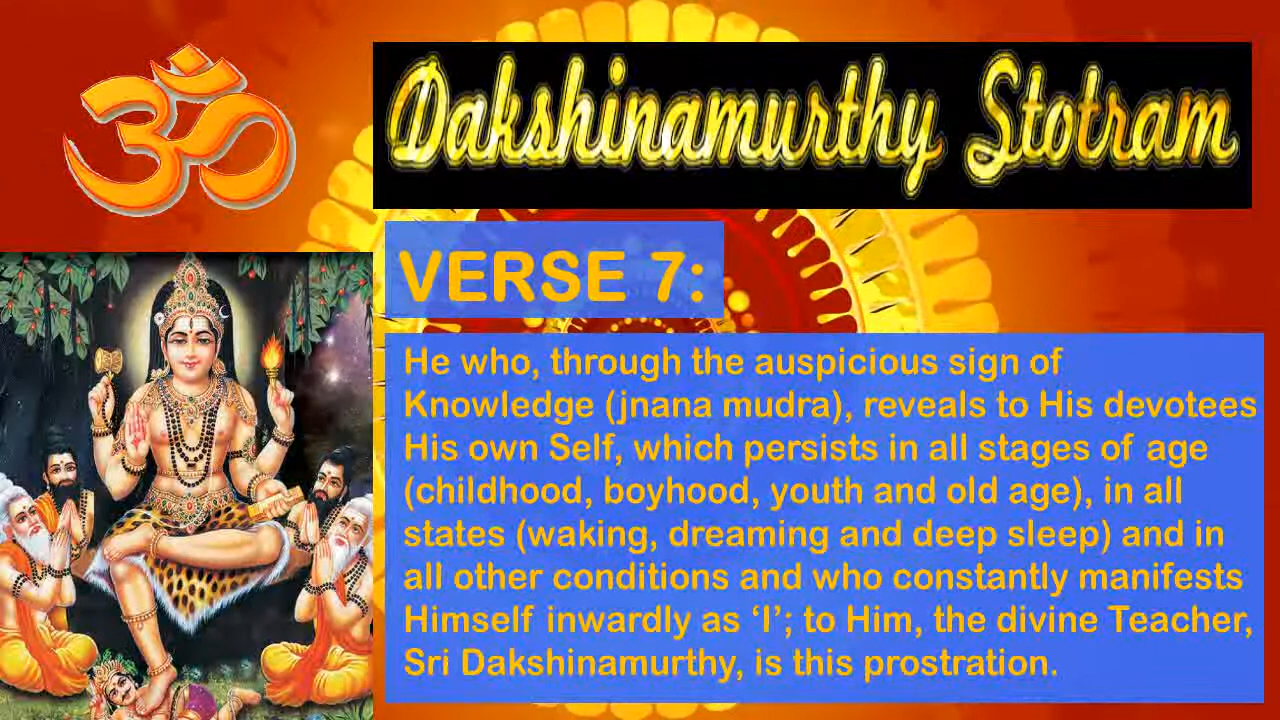 ॐ
Dakshinamurthy Stotram
VERSE 7:
He who, through the auspicious sign of
Knowledge (jnana mudra), reveals to His devotees
His own Self, which persists in all stages of age
(childhood, boyhood, youth and old age), in all
states (waking, dreaming and deep sleep) and in
all other conditions and who constantly manifests
Himself inwardly as ‘I’; to Him, the divine Teacher,
Sri Dakshinamurthy, is this prostration.